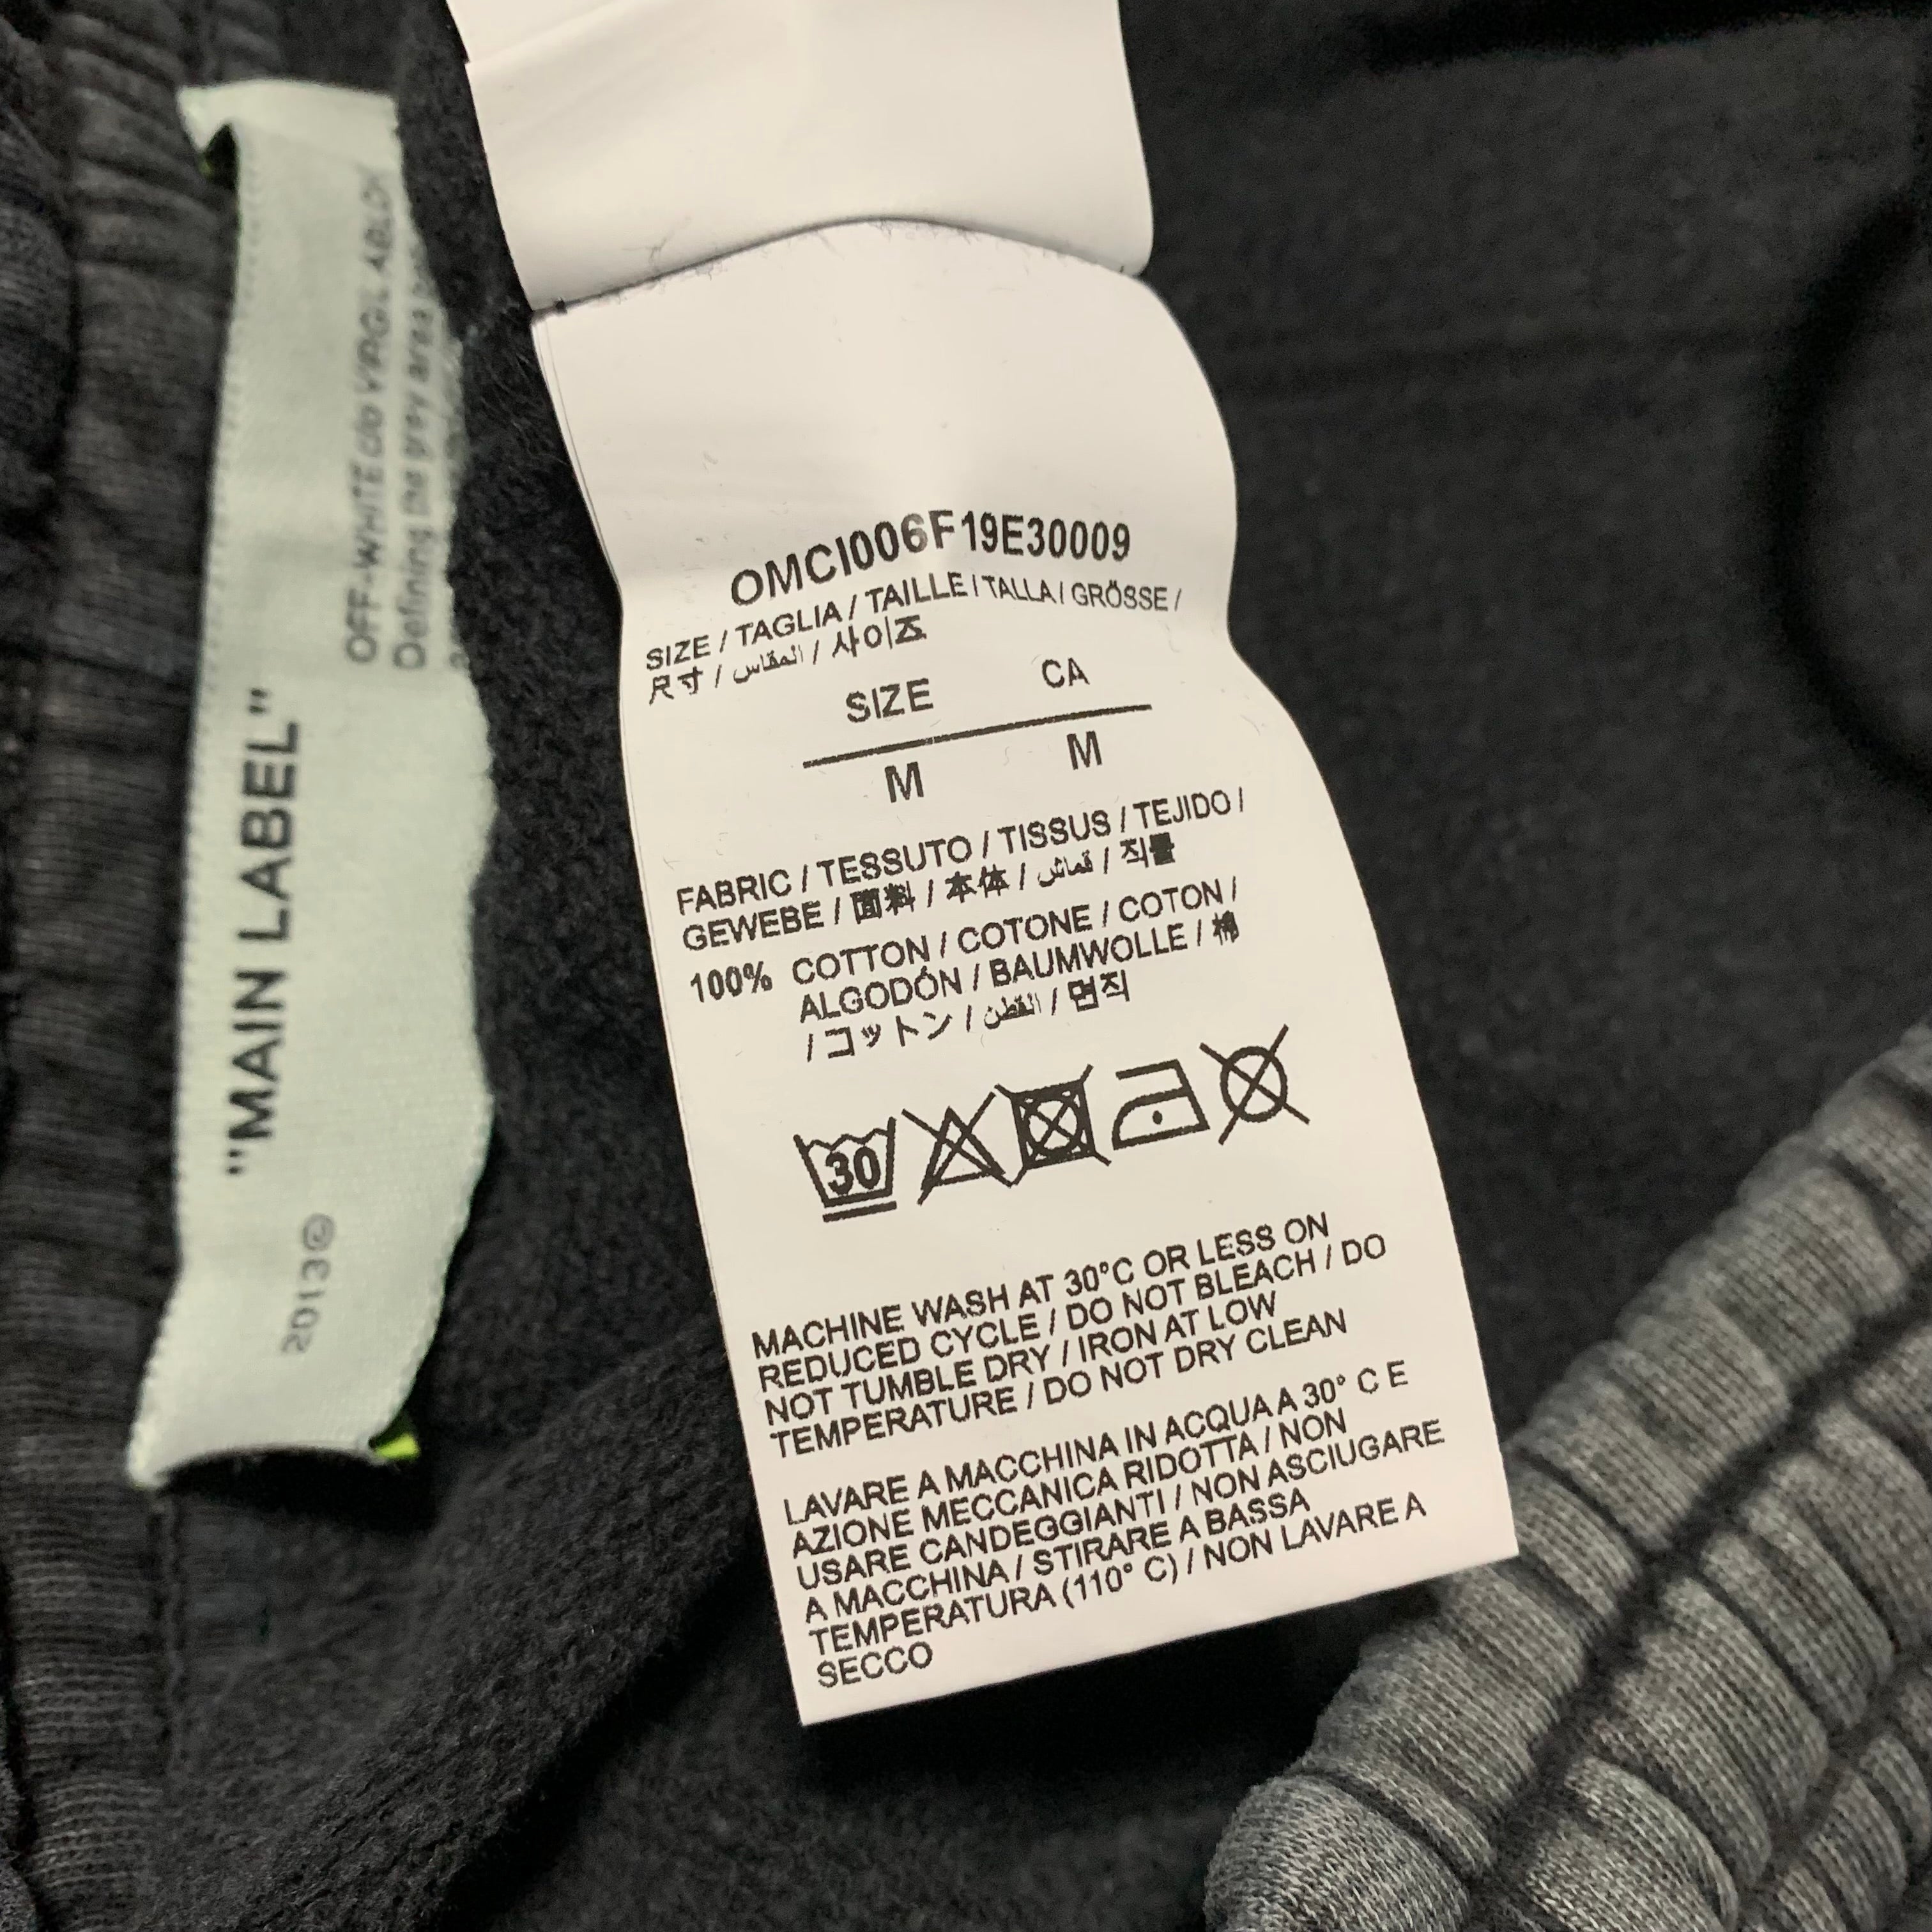 "MAIN LABEL"
2013©
OFF-WHITE c/o VIRGIL ABLOH
Defining the grey area
OMCI006F19E30009
SIZE / TAGLIA / TAILLE / TALLA / GRÖSSE /
尺寸 / المقاس / 사이즈
SIZE CA
M M
FABRIC / TESSUTO / TISSUS / TEJIDO /
GEWEBE / 面料 / 本体 / قماش / 직물
100% COTTON / COTONE / COTON /
ALGODÓN / BAUMWOLLE / 棉
/ コットン / القطن / 면직
30
MACHINE WASH AT 30°C OR LESS ON
REDUCED CYCLE / DO NOT BLEACH / DO
NOT TUMBLE DRY / IRON AT LOW
TEMPERATURE / DO NOT DRY CLEAN
LAVARE A MACCHINA IN ACQUA A 30° C E
AZIONE MECCANICA RIDOTTA / NON
USARE CANDEGGIANTI / NON ASCIUGARE
A MACCHINA / STIRARE A BASSA
TEMPERATURA (110° C) / NON LAVARE A
SECCO